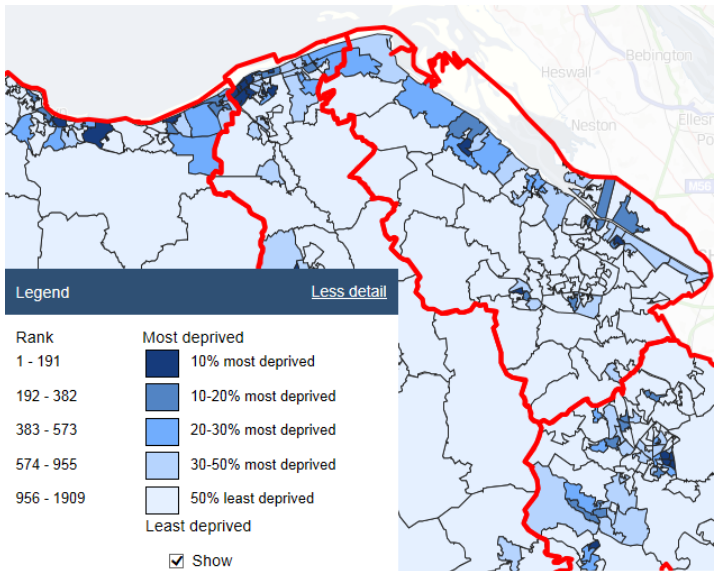 Bebington
Heswall
Neston
M56
Legend Less detail
Rank Most deprived
1 - 191 10% most deprived
192 - 382 10-20% most deprived
383 - 573 20-30% most deprived
574 - 955 30-50% most deprived
956 - 1909 50% least deprived
Least deprived
Show